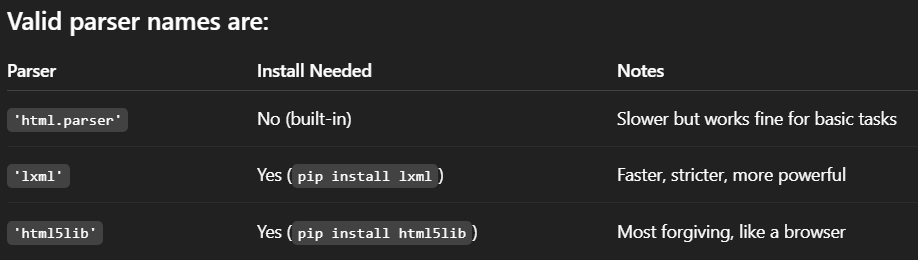 Valid parser names are:
Parser Install Needed Notes
'html.parser' No (built-in) Slower but works fine for basic tasks
'lxml' Yes (pip install lxml) Faster, stricter, more powerful
'html5lib' Yes (pip install html5lib) Most forgiving, like a browser